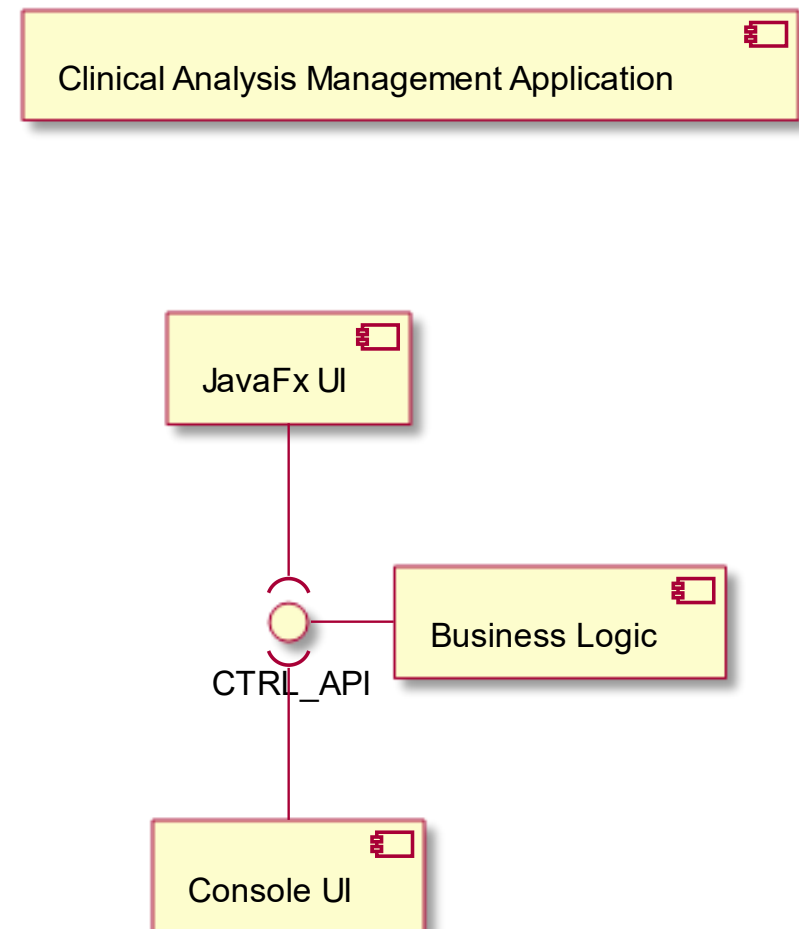 Clinical Analysis Management Application
JavaFx UI
Business Logic
CTRL_API
Console UI